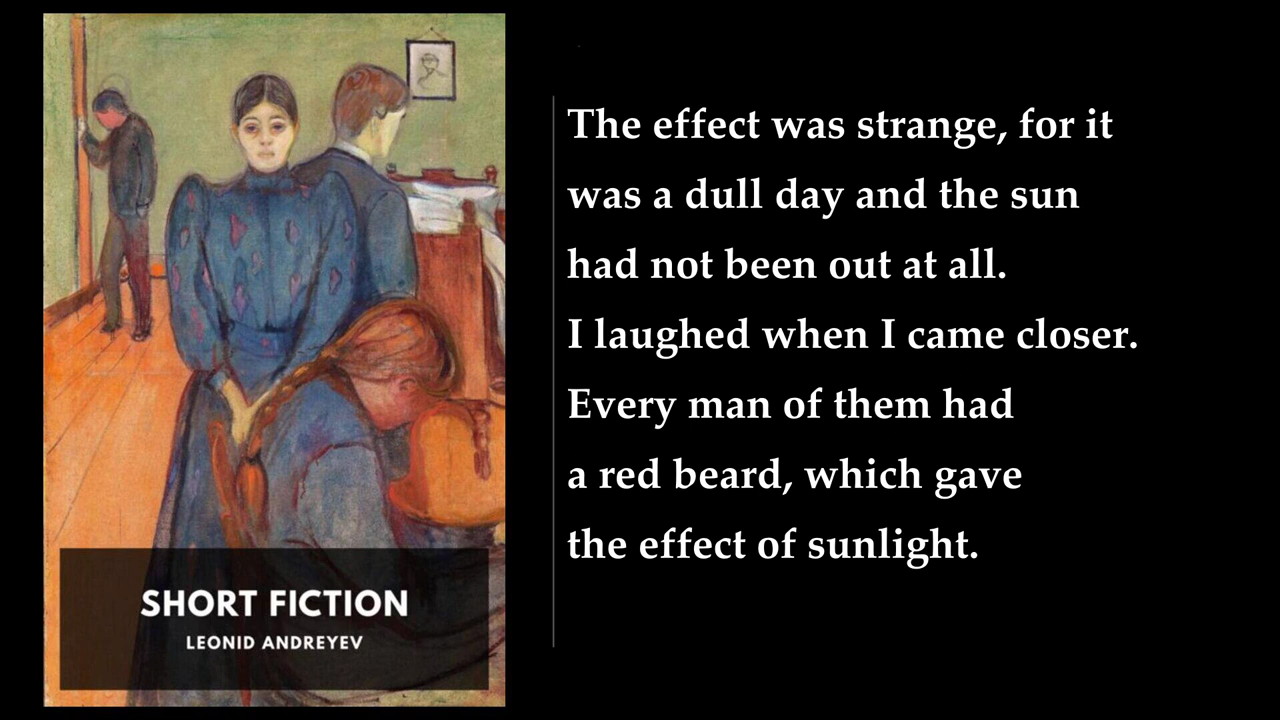 SHORT FICTION
LEONID ANDREYEV
The effect was strange, for it
was a dull day and the sun
had not been out at all.
I laughed when I came closer.
Every man of them had
a red beard, which gave
the effect of sunlight.